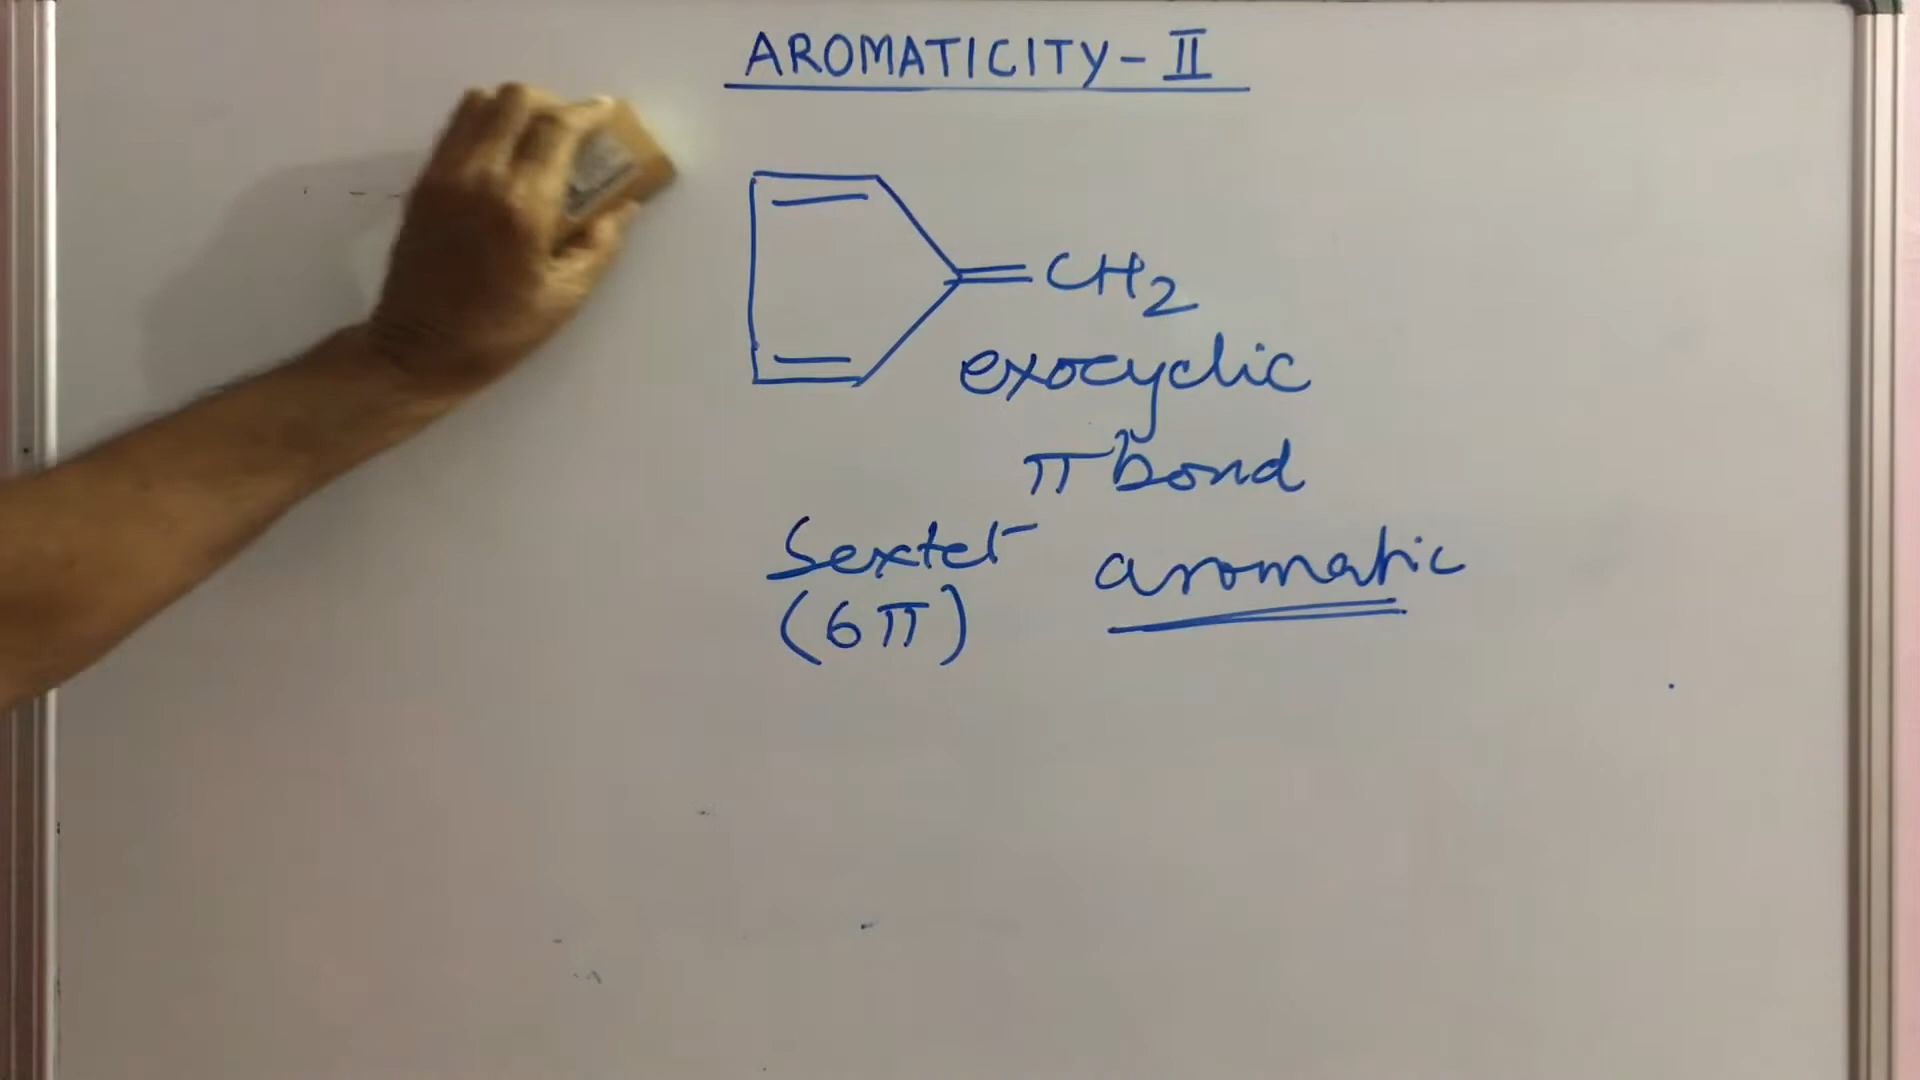 AROMATICITY - II
=CH2
exocyclic
π bond
Sextet aromatic
(6π)